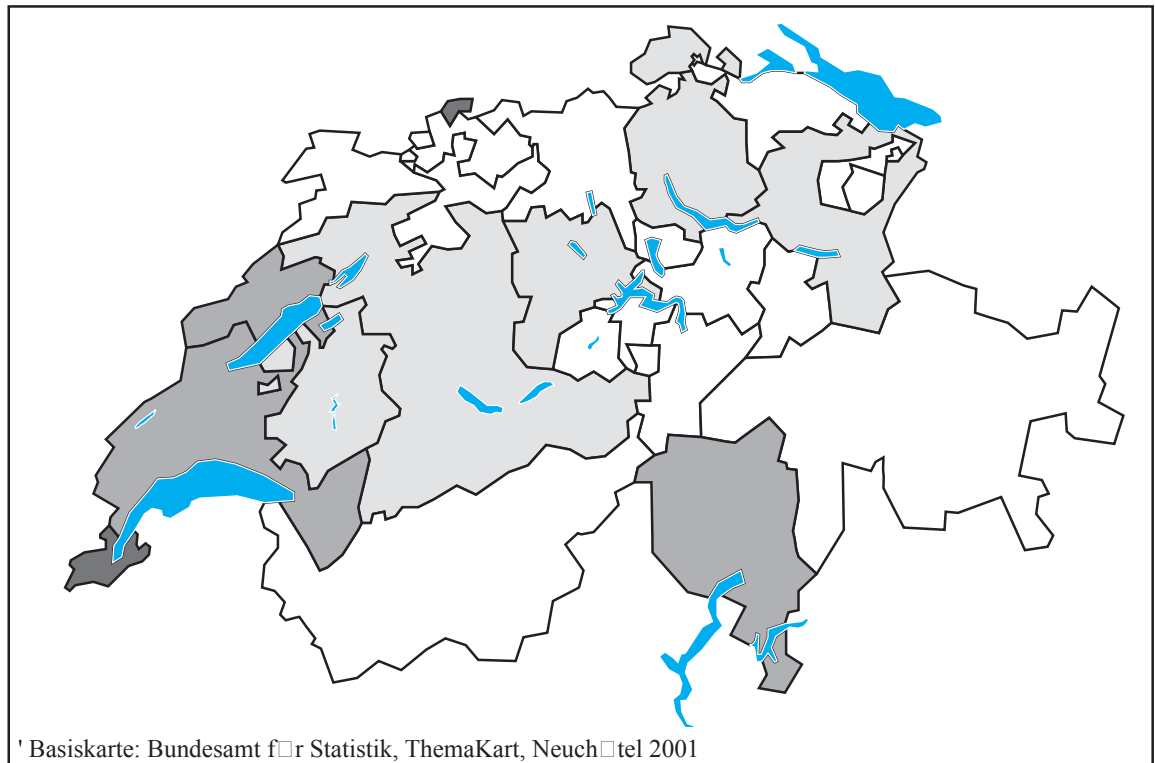 ' Basiskarte: Bundesamt f□r Statistik, ThemaKart, Neuch□tel 2001